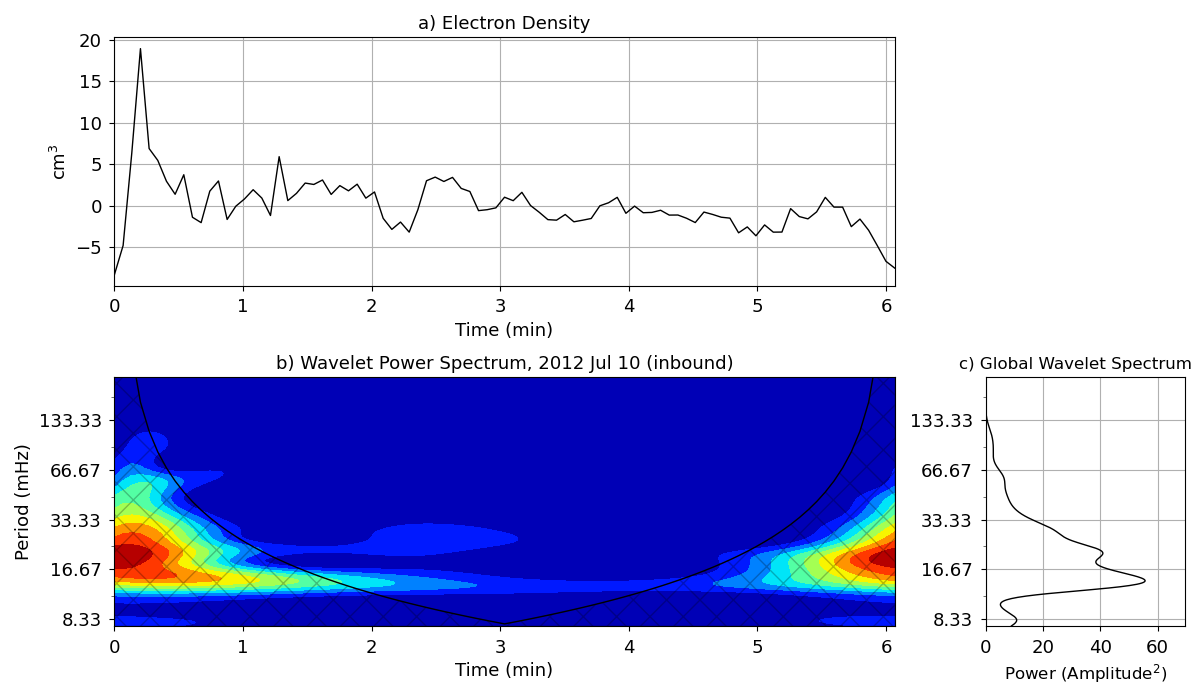 a) Electron Density
20
15
10
5
0
−5
cm³
0 1 2 3 4 5 6
Time (min)
b) Wavelet Power Spectrum, 2012 Jul 10 (inbound)
133.33
66.67
33.33
16.67
8.33
Period (mHz)
0 1 2 3 4 5 6
Time (min)
c) Global Wavelet Spectrum
133.33
66.67
33.33
16.67
8.33
0 20 40 60
Power (Amplitude²)